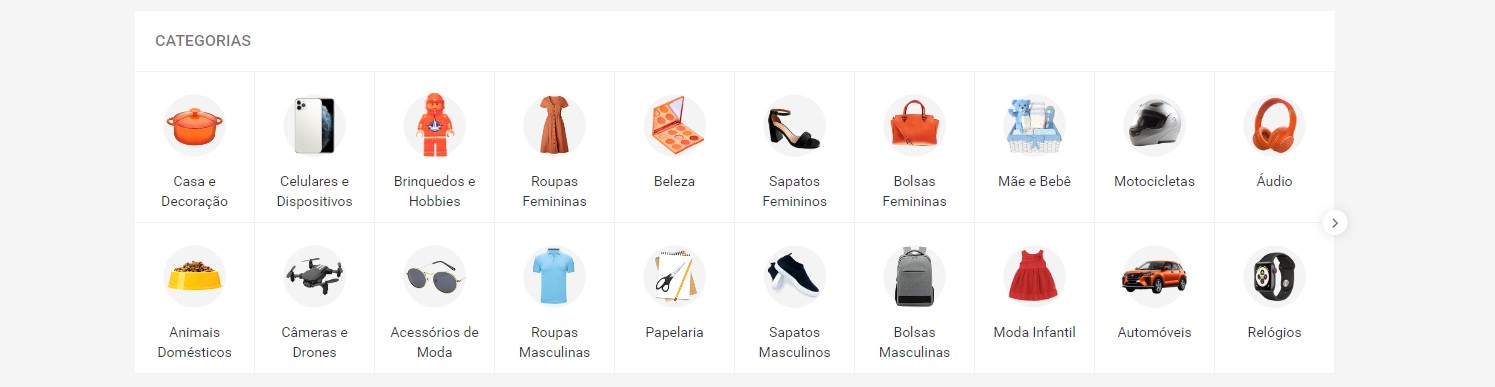 CATEGORIAS
Casa e
Decoração
Celulares e
Dispositivos
Brinquedos e
Hobbies
Roupas
Femininas
Beleza
Sapatos
Femininos
Bolsas
Femininas
Mãe e Bebê
Motocicletas
Áudio
Animais
Domésticos
Câmeras e
Drones
Acessórios de
Moda
Roupas
Masculinas
Papelaria
Sapatos
Masculinos
Bolsas
Masculinas
Moda Infantil
Automóveis
Relógios